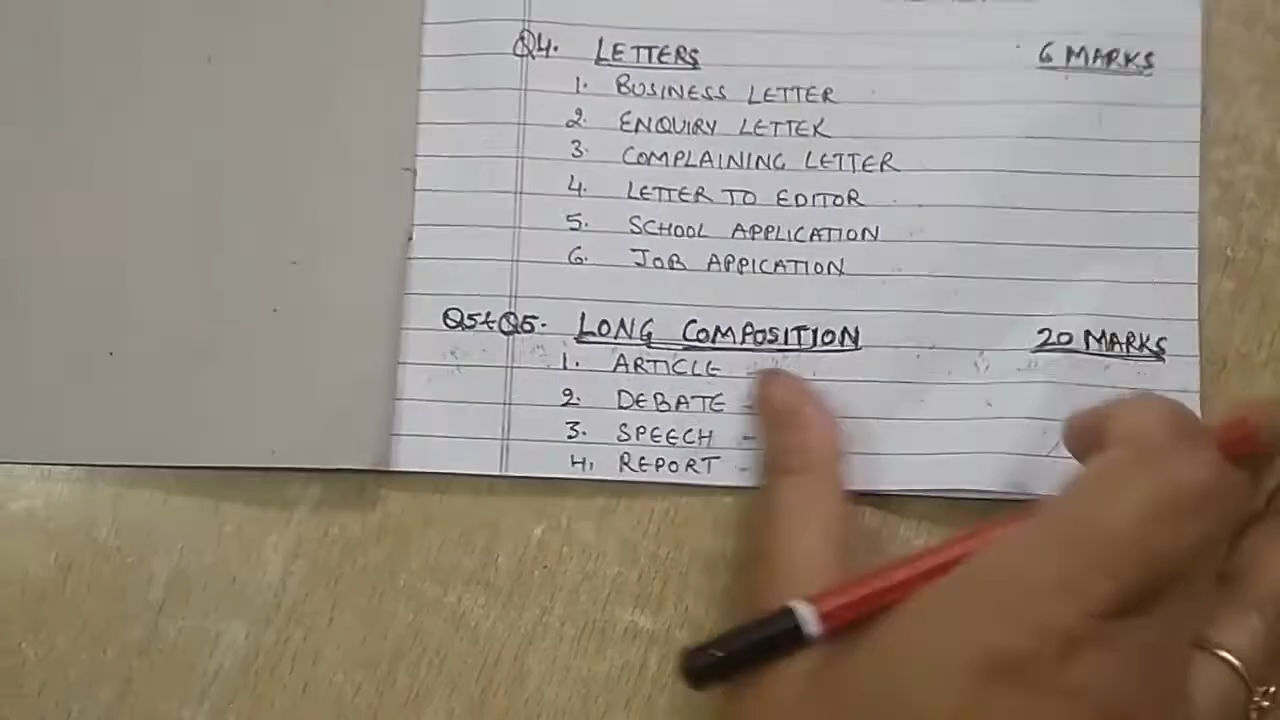 Q4. LETTERS 6 MARKS
1. BUSINESS LETTER
2. ENQUIRY LETTER
3. COMPLAINING LETTER
4. LETTER TO EDITOR
5. SCHOOL APPLICATION
6. JOB APPICATION
Q5+Q6. LONG COMPOSITION 20 MARKS
1. ARTICLE -
2. DEBATE -
3. SPEECH -
4. REPORT -